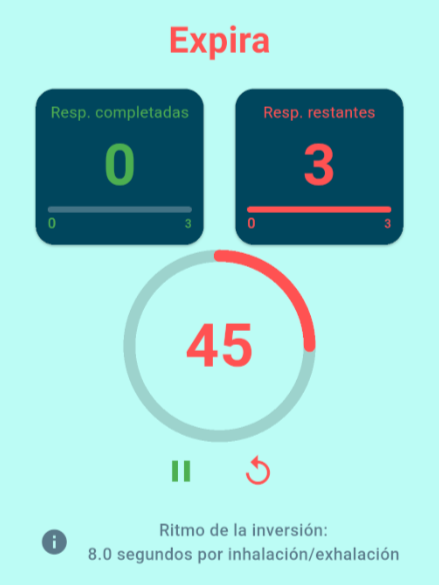 Expira
Resp. completadas
0
0 3
Resp. restantes
3
0 3
45
Ritmo de la inversión:
8.0 segundos por inhalación/exhalación